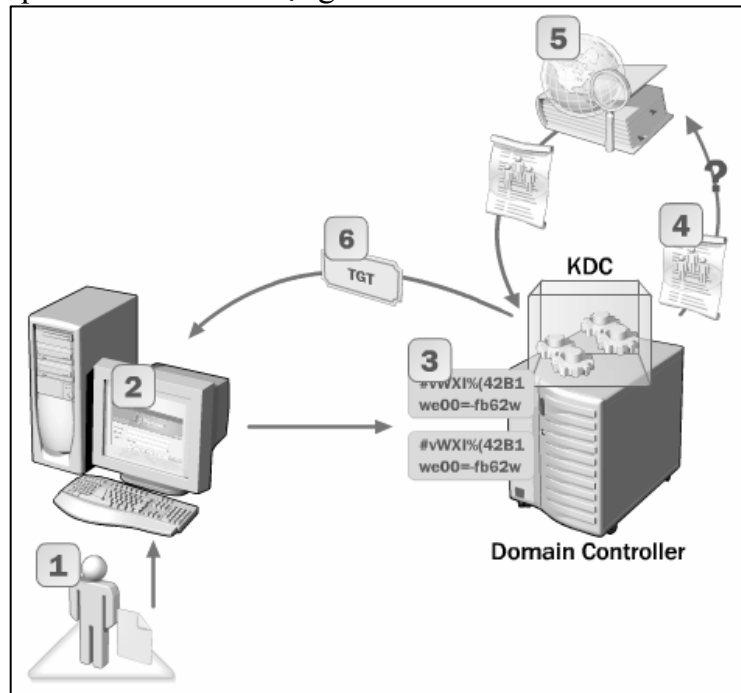 5
?
4
6
TGT
KDC
2
3
#vWXI%(42B1
we00=-fb62w
#vWXI%(42B1
we00=-fb62w
Domain Controller
1